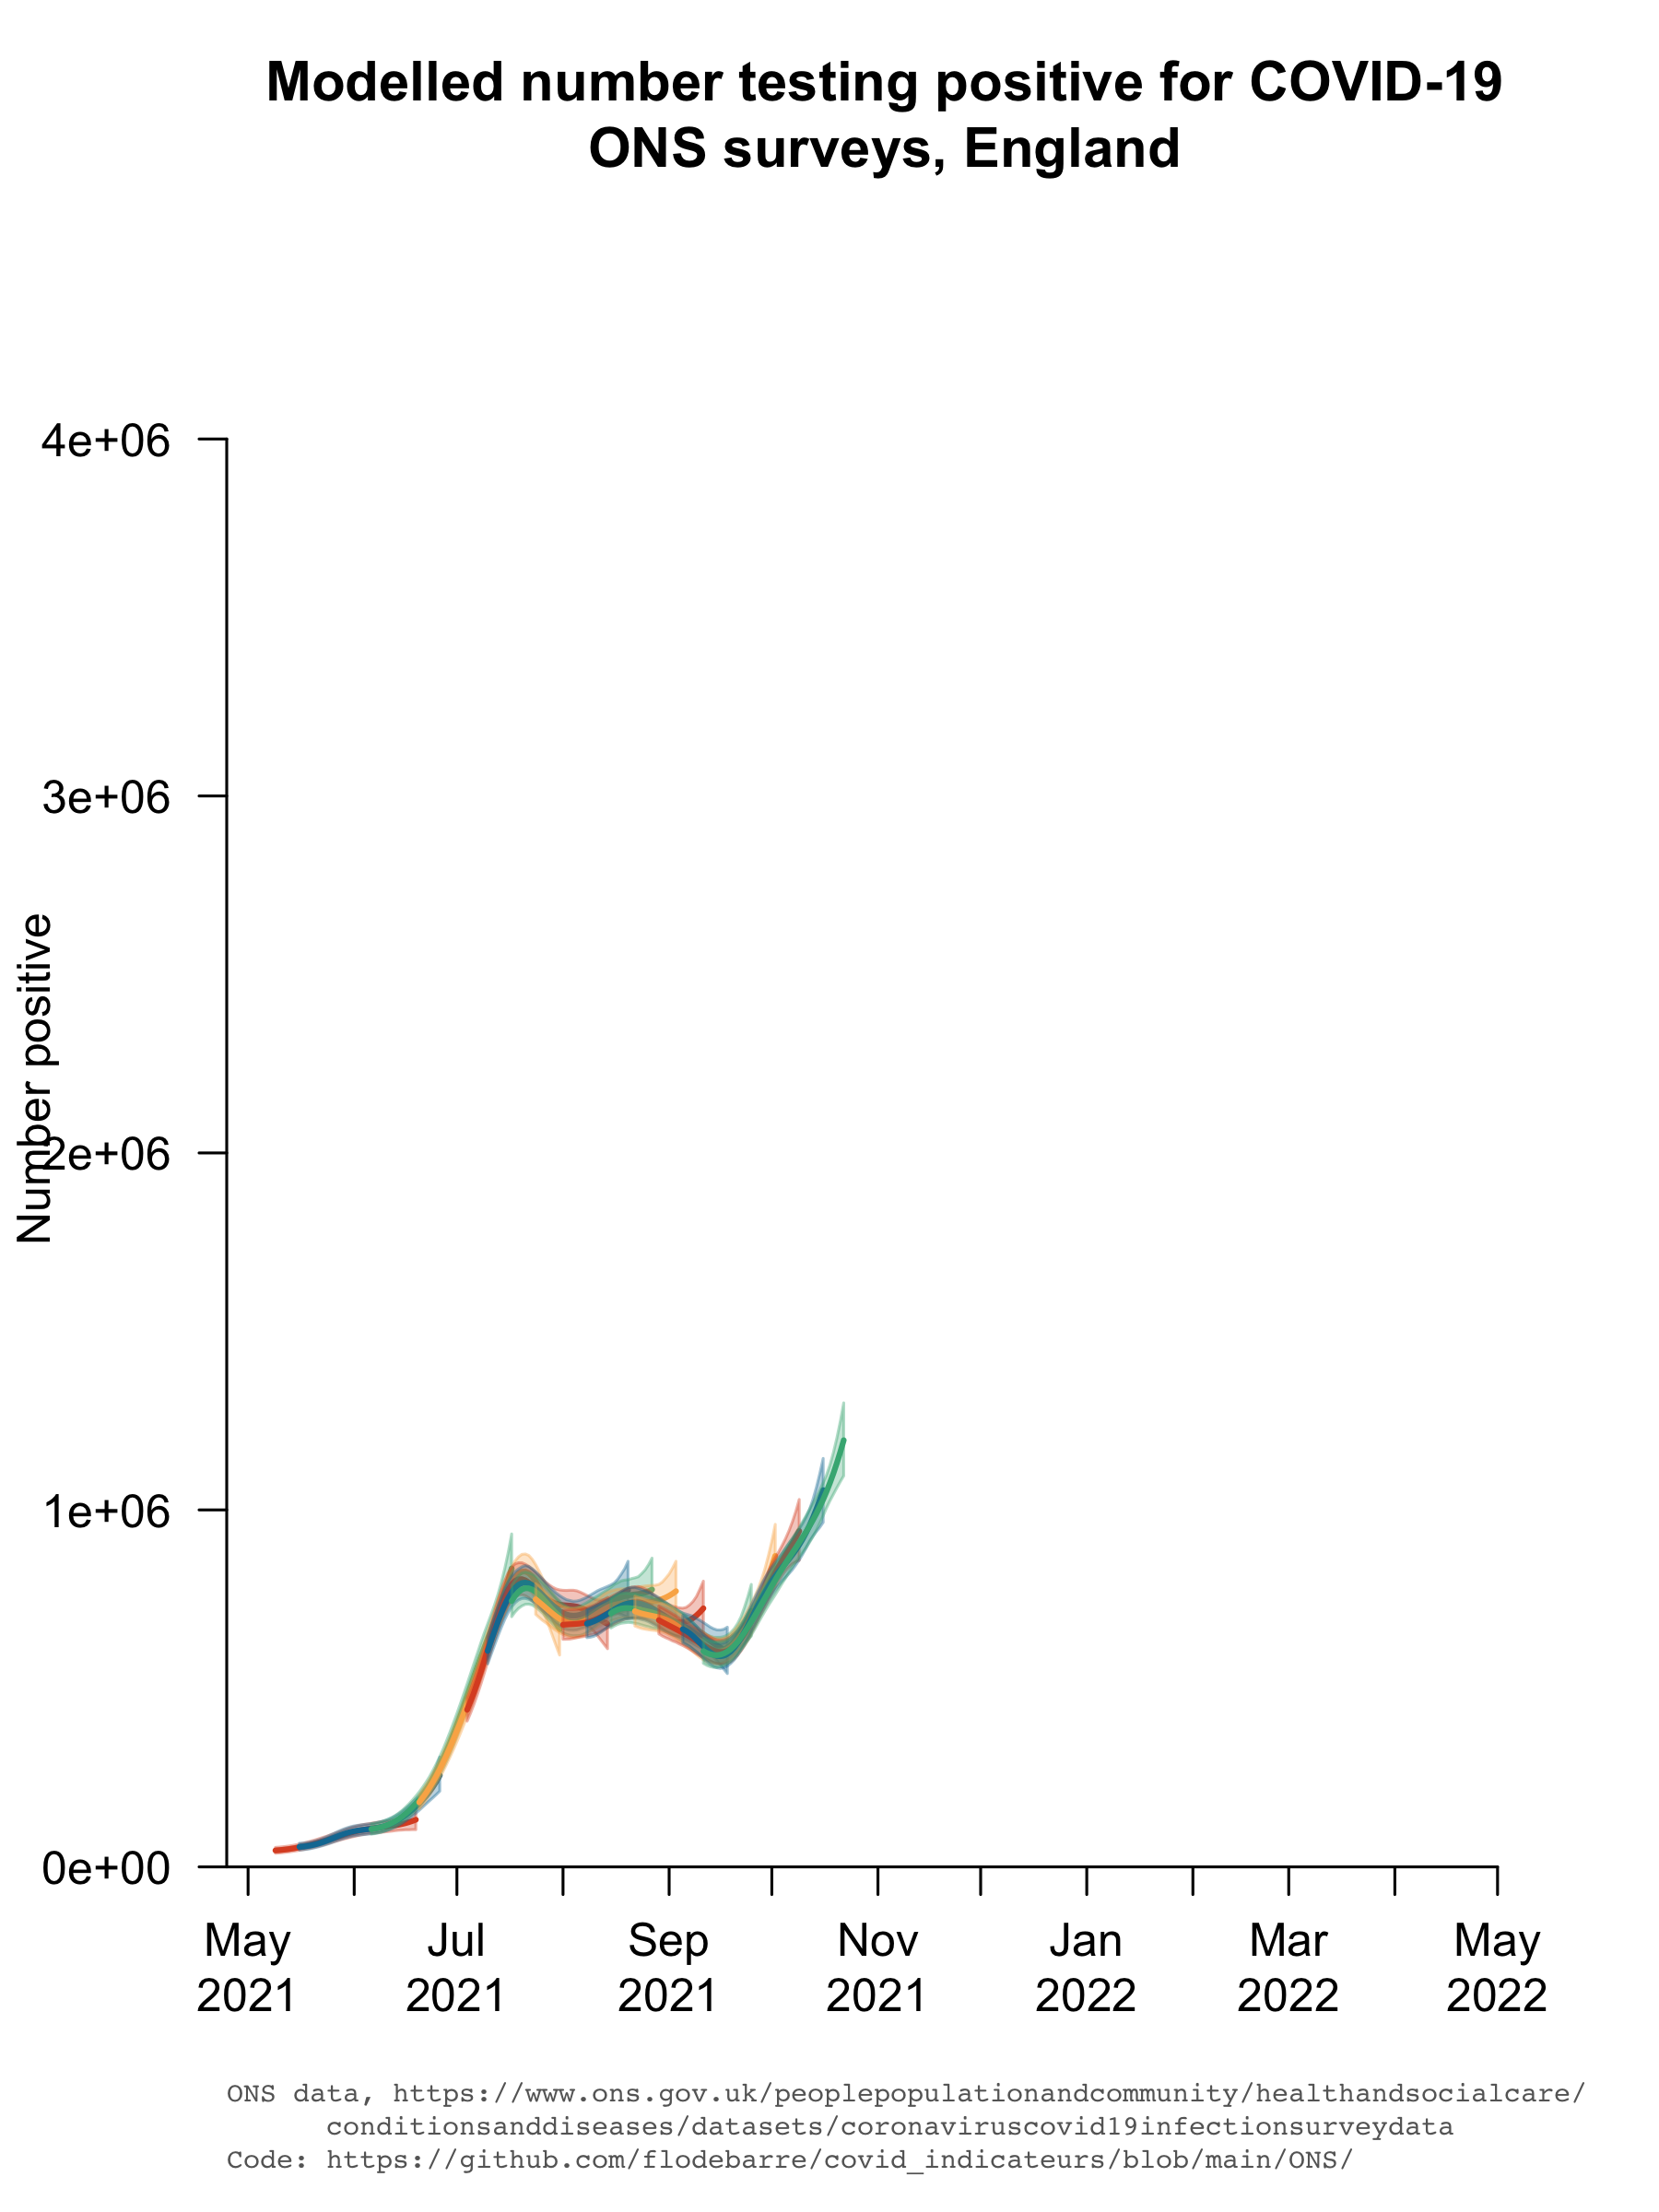 Modelled number testing positive for COVID-19
ONS surveys, England
4e+06
3e+06
Number positive
2e+06
1e+06
0e+00
May Jul Sep Nov Jan Mar May
2021 2021 2021 2021 2022 2022 2022
ONS data, https://www.ons.gov.uk/peoplepopulationandcommunity/healthandsocialcare/
conditionsanddiseases/datasets/coronaviruscovid19infectionsurveydata
Code: https://github.com/flodebarre/covid_indicateurs/blob/main/ONS/